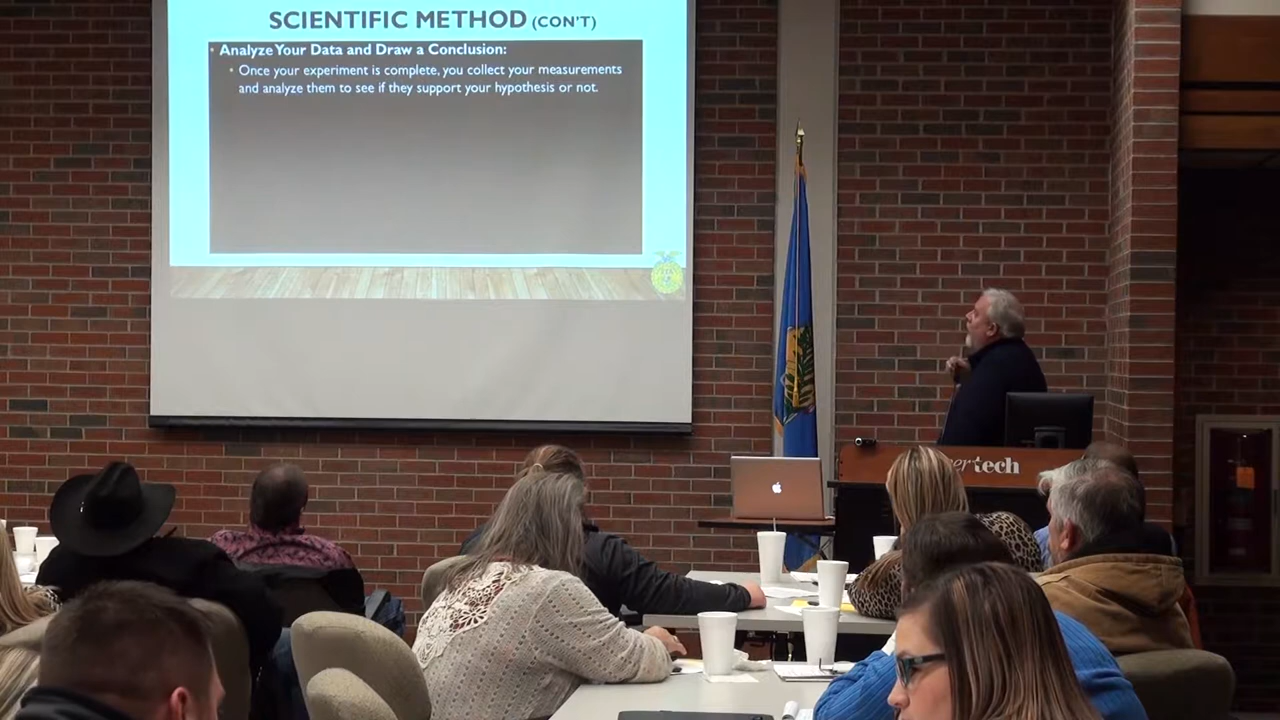 SCIENTIFIC METHOD (CON'T)
• Analyze Your Data and Draw a Conclusion:
• Once your experiment is complete, you collect your measurements
and analyze them to see if they support your hypothesis or not.
tech